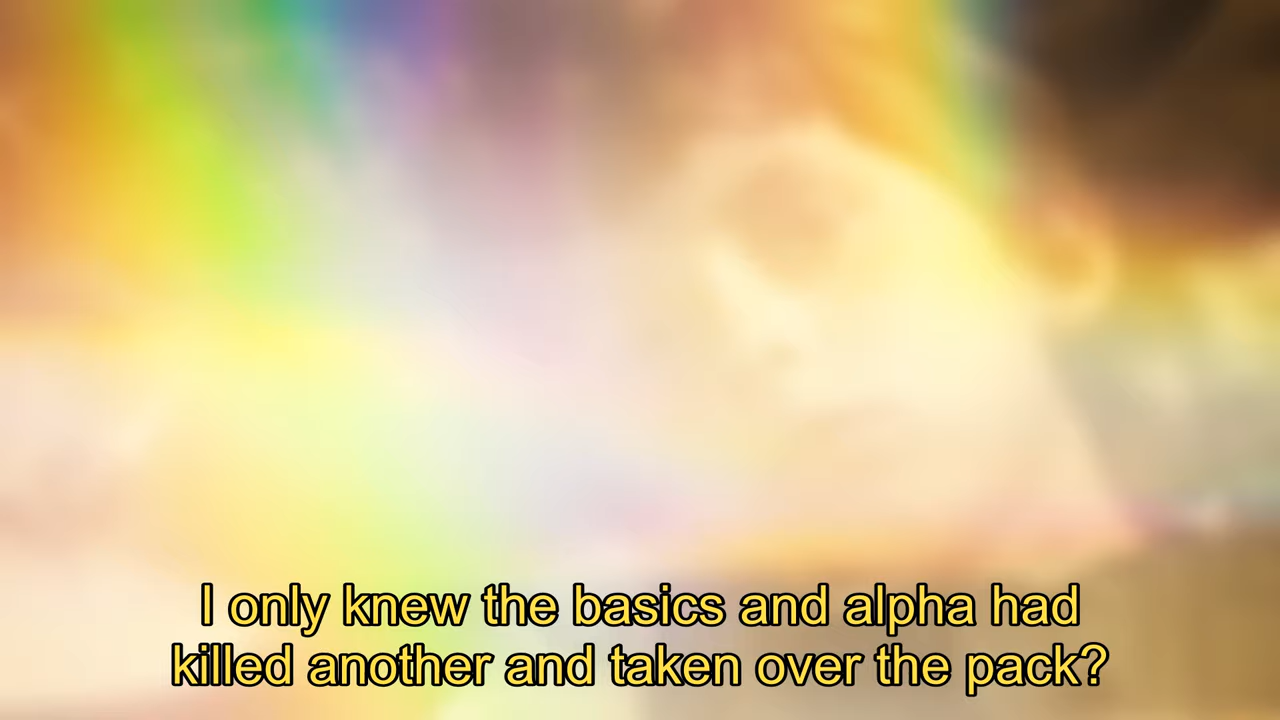 I only knew the basics and alpha had
killed another and taken over the pack?